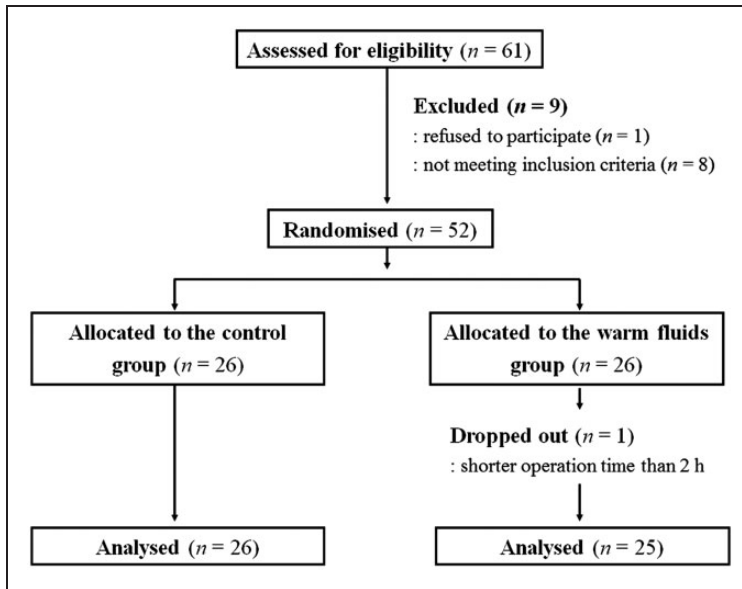 Assessed for eligibility (n = 61)
Excluded (n = 9)
: refused to participate (n = 1)
: not meeting inclusion criteria (n = 8)
Randomised (n = 52)
Allocated to the control
group (n = 26)
Allocated to the warm fluids
group (n = 26)
Dropped out (n = 1)
: shorter operation time than 2 h
Analysed (n = 26)
Analysed (n = 25)